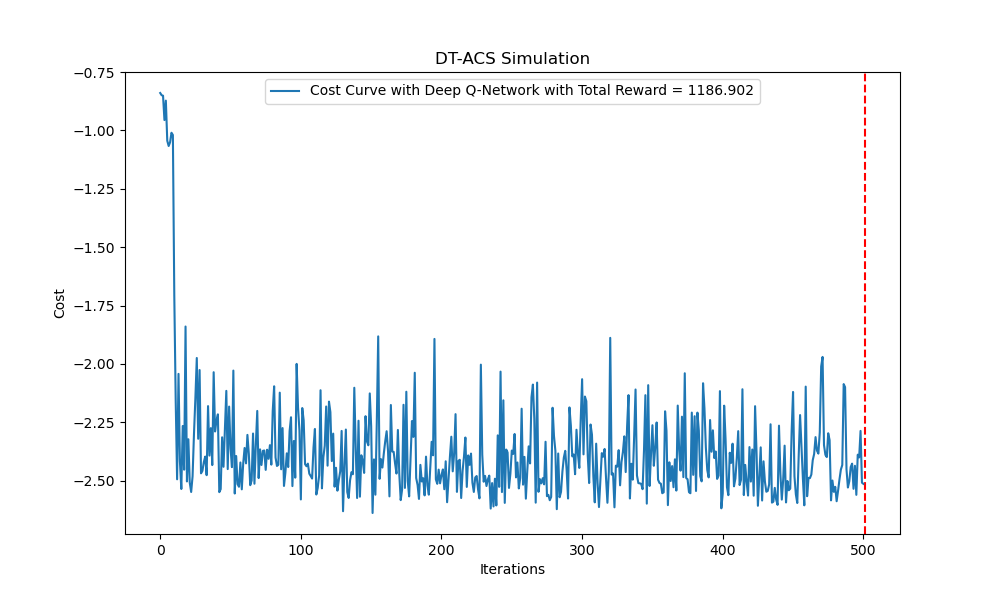 DT-ACS Simulation
Cost Curve with Deep Q-Network with Total Reward = 1186.902
−0.75
−1.00
−1.25
−1.50
−1.75
−2.00
−2.25
−2.50
Cost
0 100 200 300 400 500
Iterations